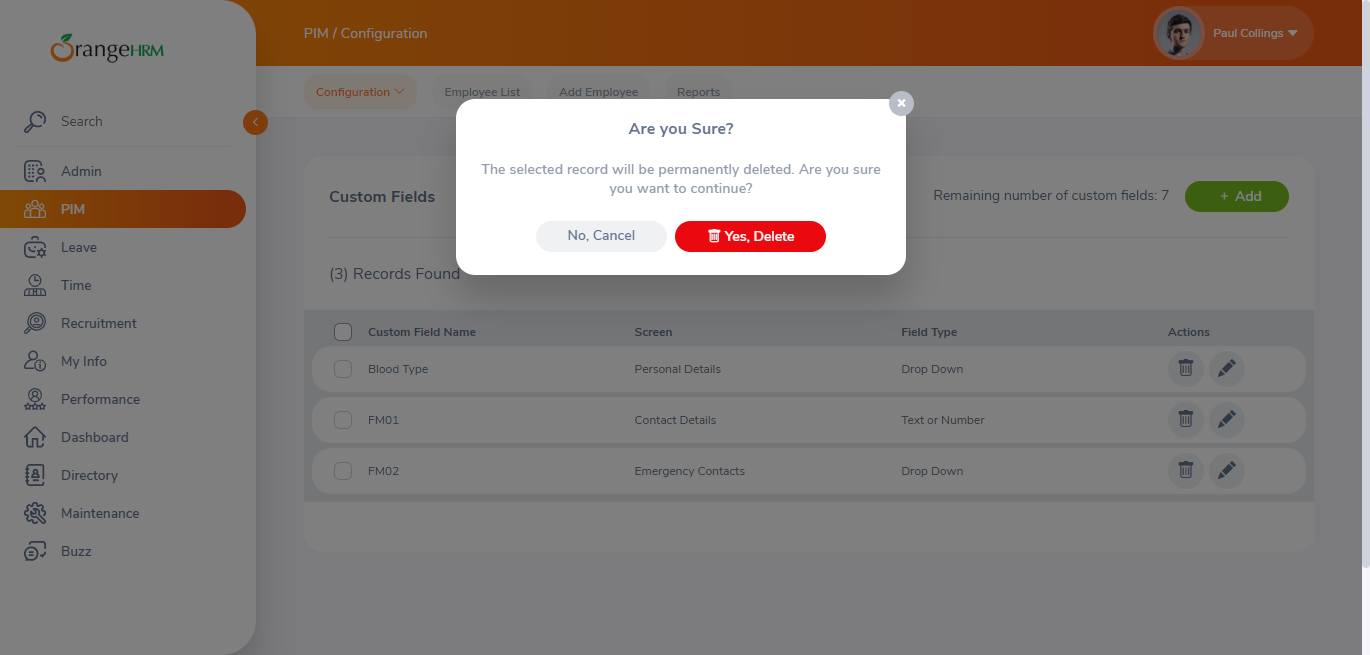 OrangeHRM
PIM / Configuration
Paul Collings
Search
Admin
PIM
Leave
Time
Recruitment
My Info
Performance
Dashboard
Directory
Maintenance
Buzz
Configuration
Employee List
Add Employee
Reports
Are you Sure?
The selected record will be permanently deleted. Are you sure
you want to continue?
No, Cancel
Yes, Delete
Custom Fields
Remaining number of custom fields: 7
+ Add
(3) Records Found
Custom Field Name Screen Field Type Actions
Blood Type Personal Details Drop Down
FM01 Contact Details Text or Number
FM02 Emergency Contacts Drop Down